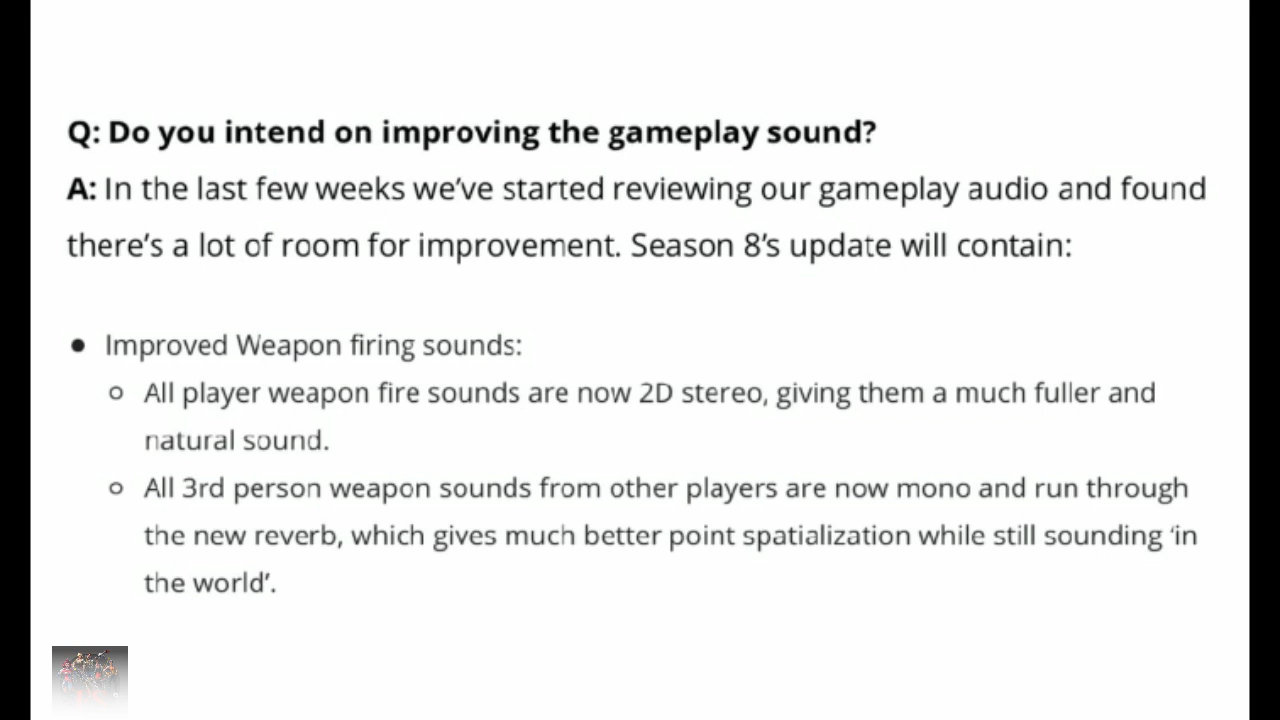 Q: Do you intend on improving the gameplay sound?
A: In the last few weeks we’ve started reviewing our gameplay audio and found
there’s a lot of room for improvement. Season 8’s update will contain:
● Improved Weapon firing sounds:
○ All player weapon fire sounds are now 2D stereo, giving them a much fuller and
natural sound.
○ All 3rd person weapon sounds from other players are now mono and run through
the new reverb, which gives much better point spatialization while still sounding ‘in
the world’.